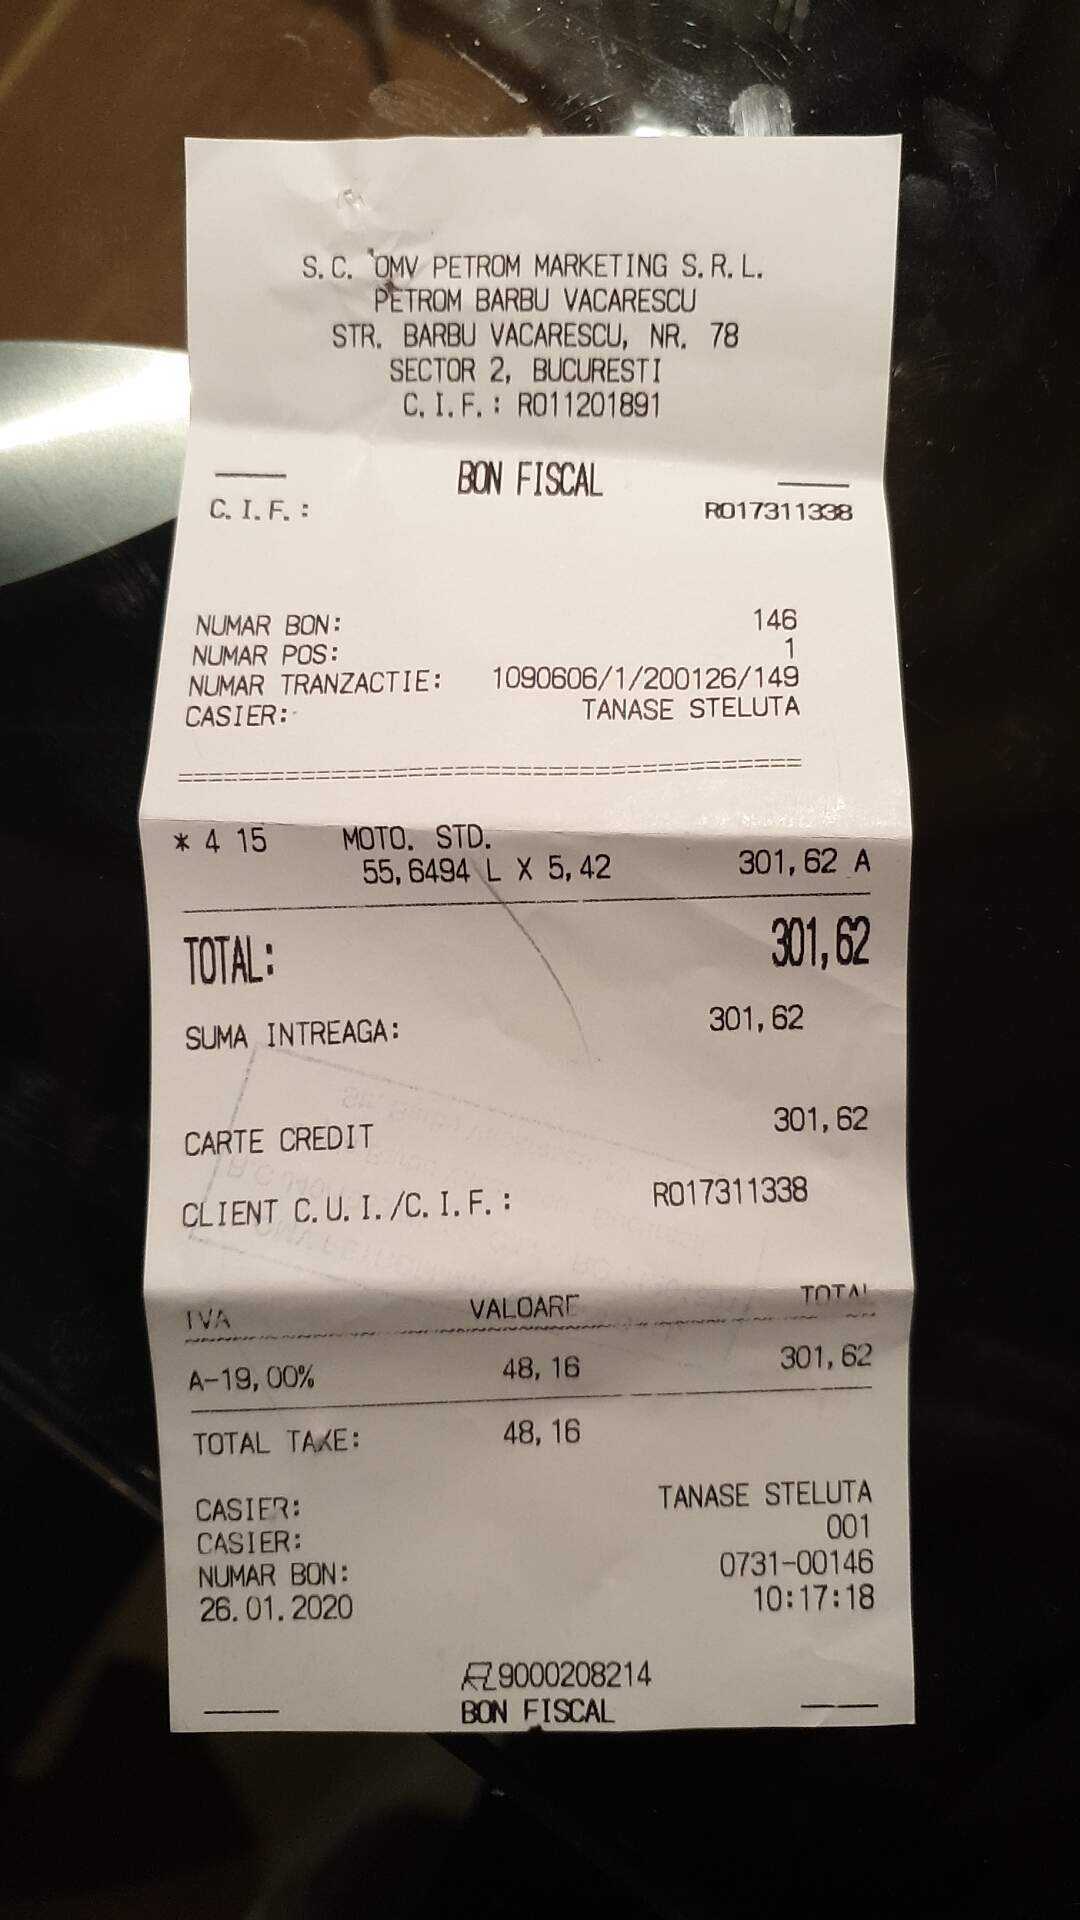 S.C. OMV PETROM MARKETING S.R.L.
PETROM BARBU VACARESCU
STR. BARBU VACARESCU, NR. 78
SECTOR 2, BUCURESTI
C.I.F.: RO11201891
BON FISCAL
C.I.F.: RO17311338
NUMAR BON: 146
NUMAR POS: 1
NUMAR TRANZACTIE: 1090606/1/200126/149
CASIER: TANASE STELUTA
======================================
* 4 15 MOTO. STD.
55,6494 L X 5,42 301,62 A
TOTAL: 301,62
SUMA INTREAGA: 301,62
CARTE CREDIT 301,62
CLIENT C.U.I./C.I.F.: RO17311338
TVA VALOARE TOTAL
A-19,00% 48,16 301,62
TOTAL TAXE: 48,16
CASIER: TANASE STELUTA
CASIER: 001
NUMAR BON: 0731-00146
26.01.2020 10:17:18
9000208214
BON FISCAL